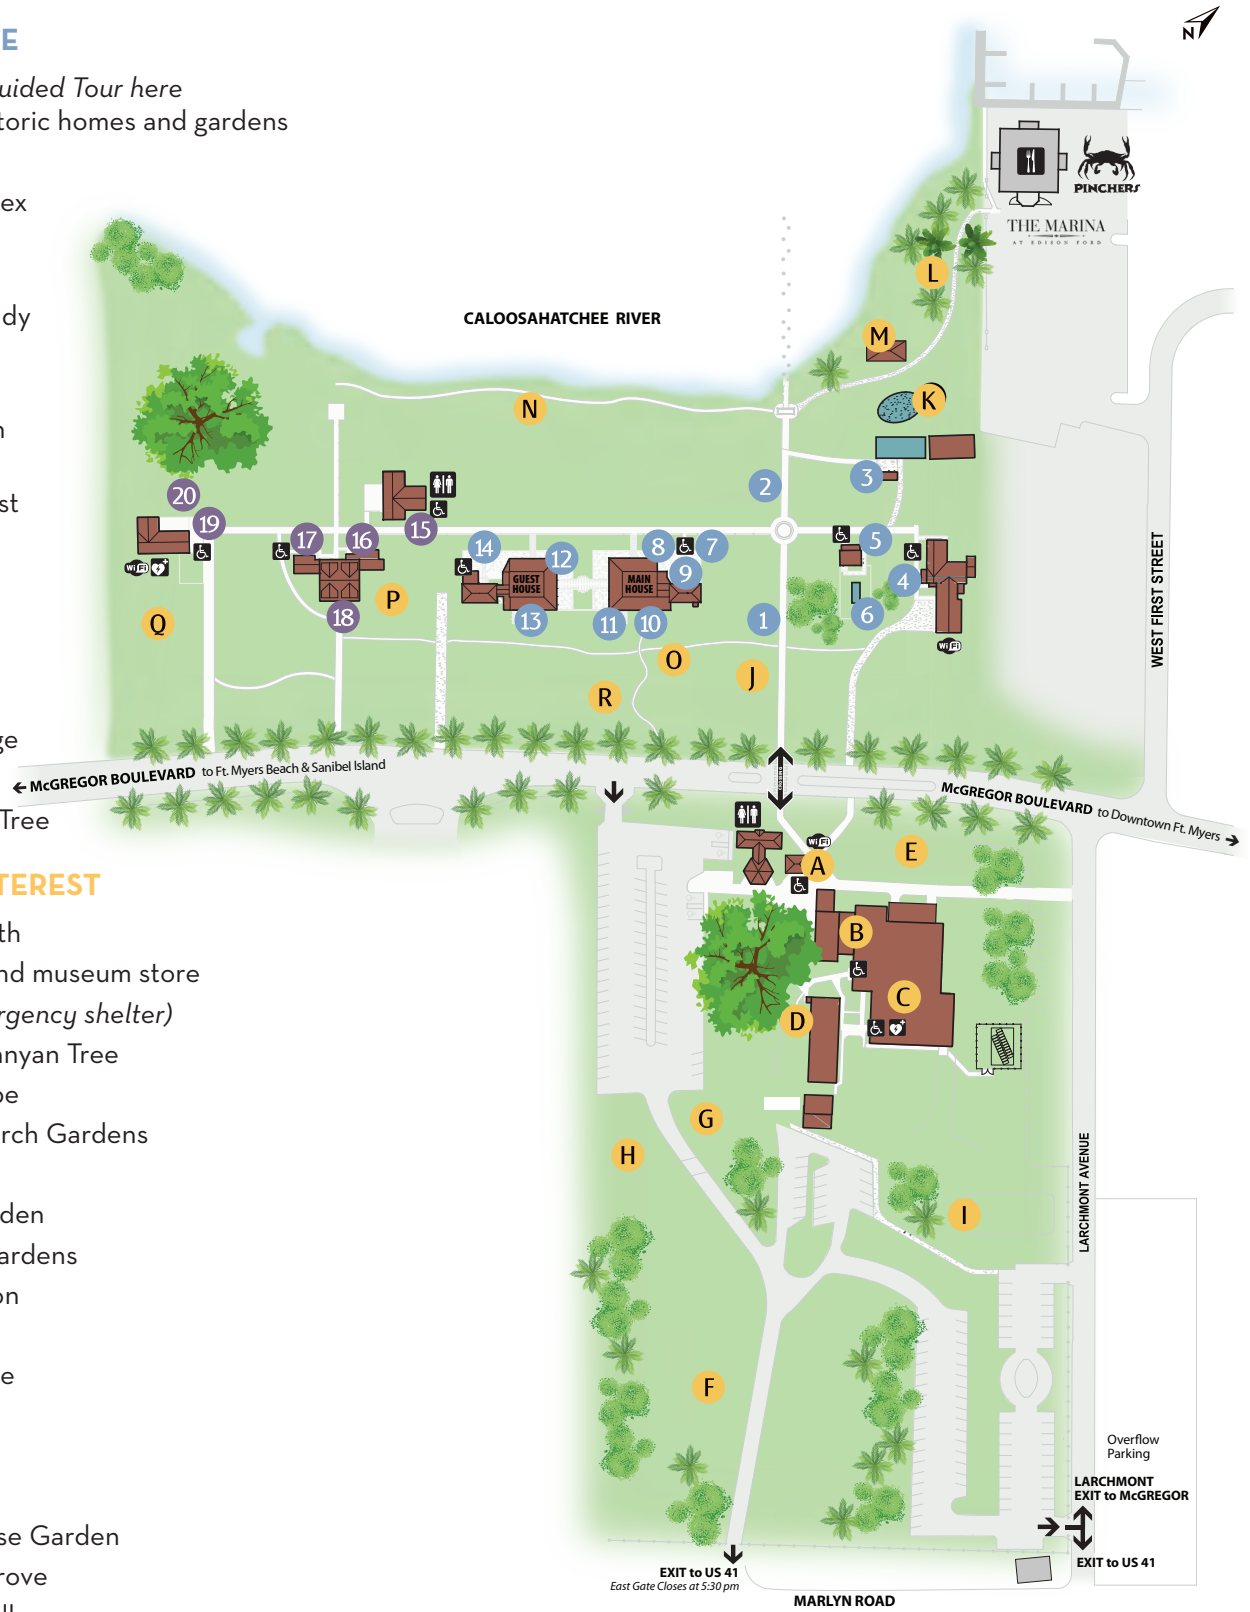 E
uided Tour here
toric homes and gardens
ex
dy
n
st
ge
Tree
TEREST
th
nd museum store
rgency shelter)
anyan Tree
be
rch Gardens
den
ardens
on
e
se Garden
rove
N
PINCHERS
THE MARINA
AT EDISON FORD
CALOOSAHATCHEE RIVER
L
M
K
N
2
3
20
19
17
16
15
14
12
8
7
9
5
4
GUEST
HOUSE
MAIN
HOUSE
WiFi
Q
P
18
13
11
10
1
6
WiFi
O
J
R
WEST FIRST STREET
McGREGOR BOULEVARD to Ft. Myers Beach & Sanibel Island
McGREGOR BOULEVARD to Downtown Ft. Myers
WiFi
A
E
B
C
D
G
H
I
F
LARCHMONT AVENUE
Overflow
Parking
LARCHMONT
EXIT to McGREGOR
EXIT to US 41
EXIT to US 41
East Gate Closes at 5:30 pm
MARLYN ROAD